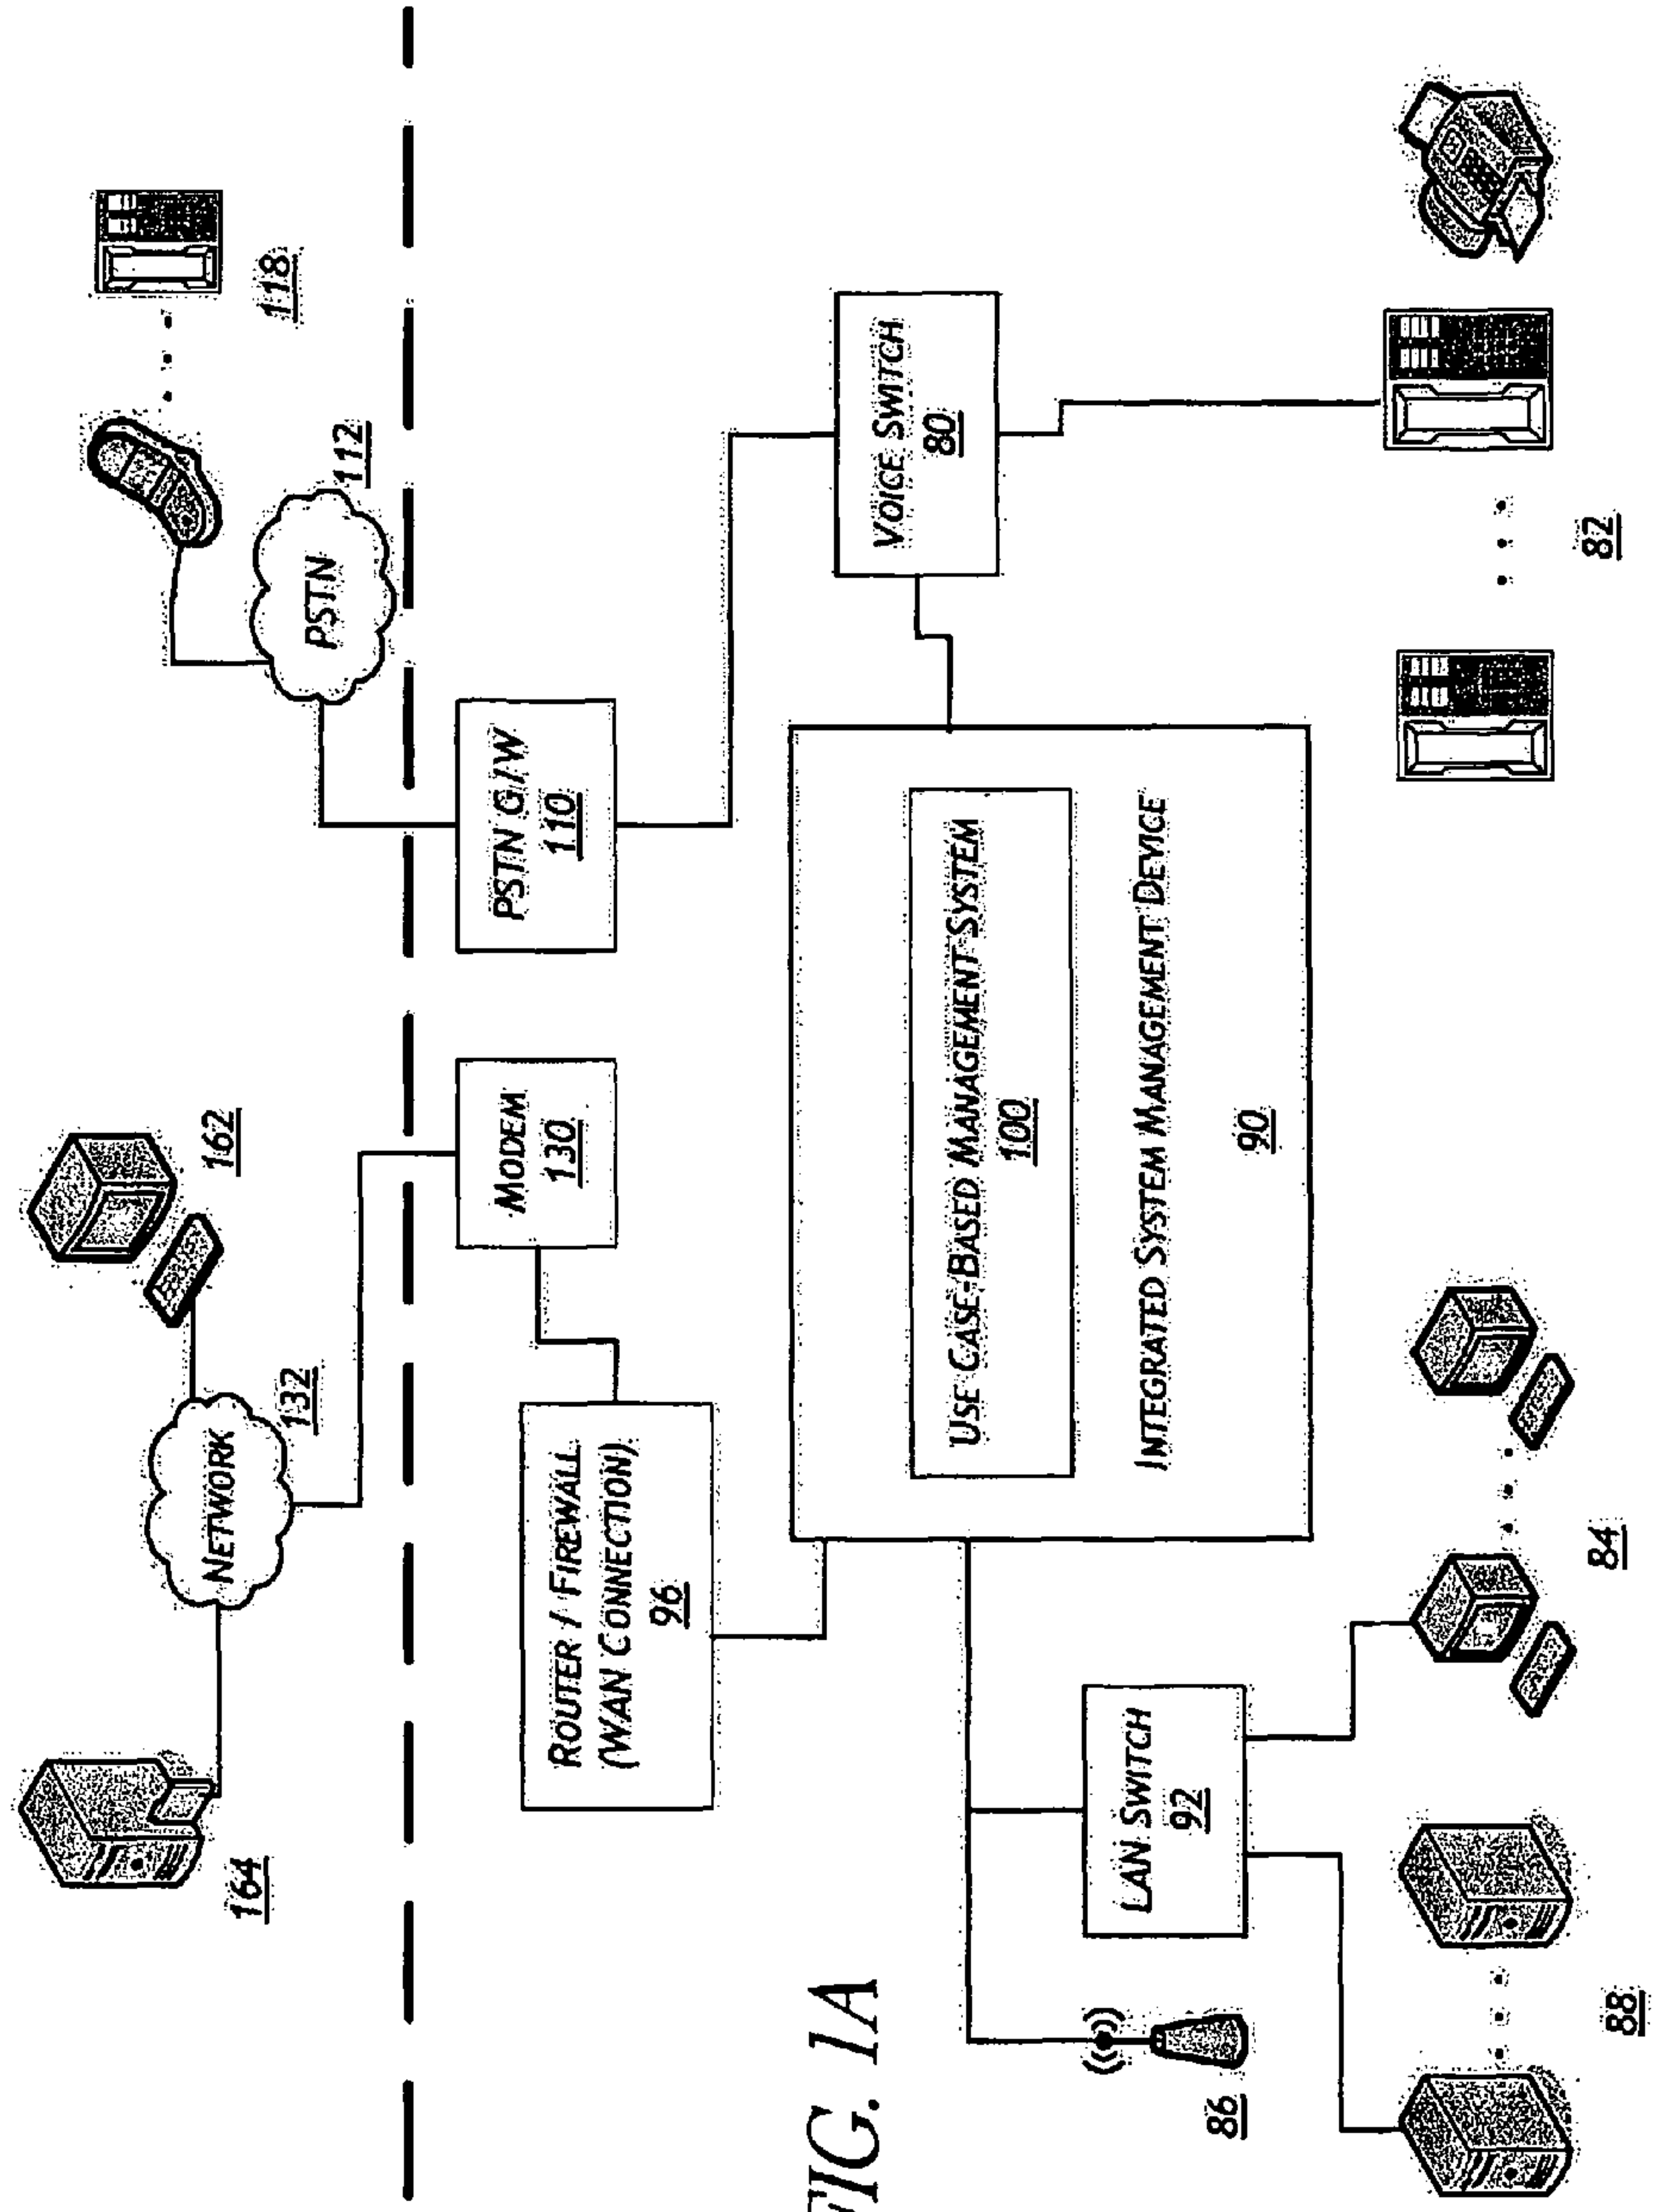 164
162
118
NETWORK
132
PSTN
112
ROUTER / FIREWALL
(WAN CONNECTION)
96
MODEM
130
PSTN G/W
110
FIG. 1A
VOICE SWITCH
80
USE CASE-BASED MANAGEMENT SYSTEM
100
INTEGRATED SYSTEM MANAGEMENT DEVICE
90
86
LAN SWITCH
92
88
84
82